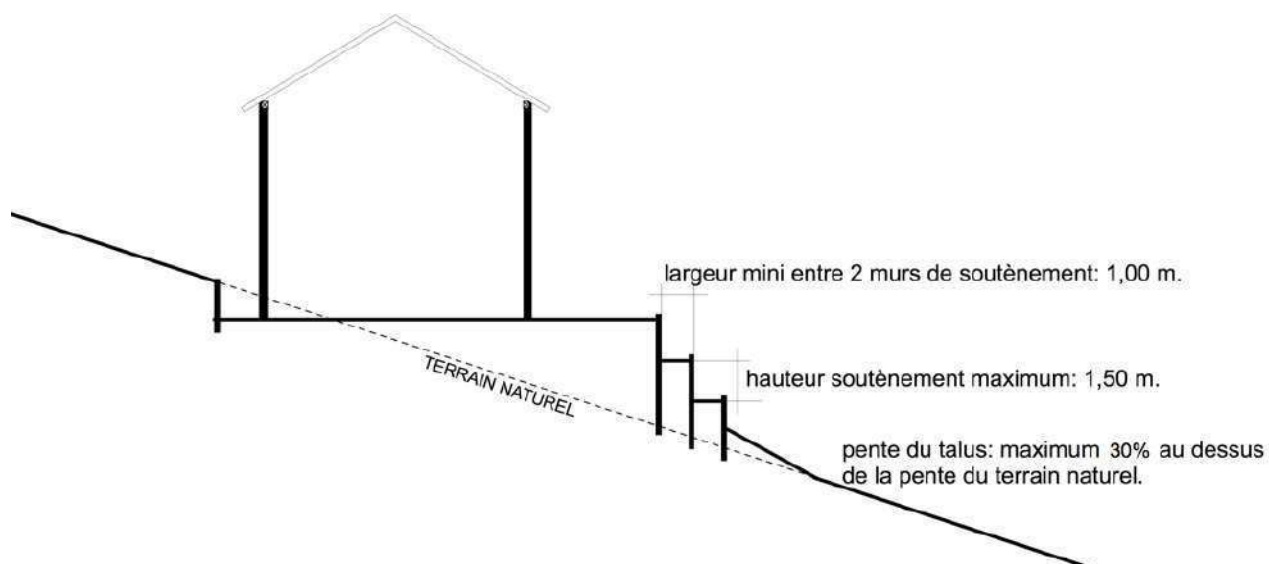 largeur mini entre 2 murs de soutènement: 1,00 m.
TERRAIN NATUREL
hauteur soutènement maximum: 1,50 m.
pente du talus: maximum 30% au dessus
de la pente du terrain naturel.